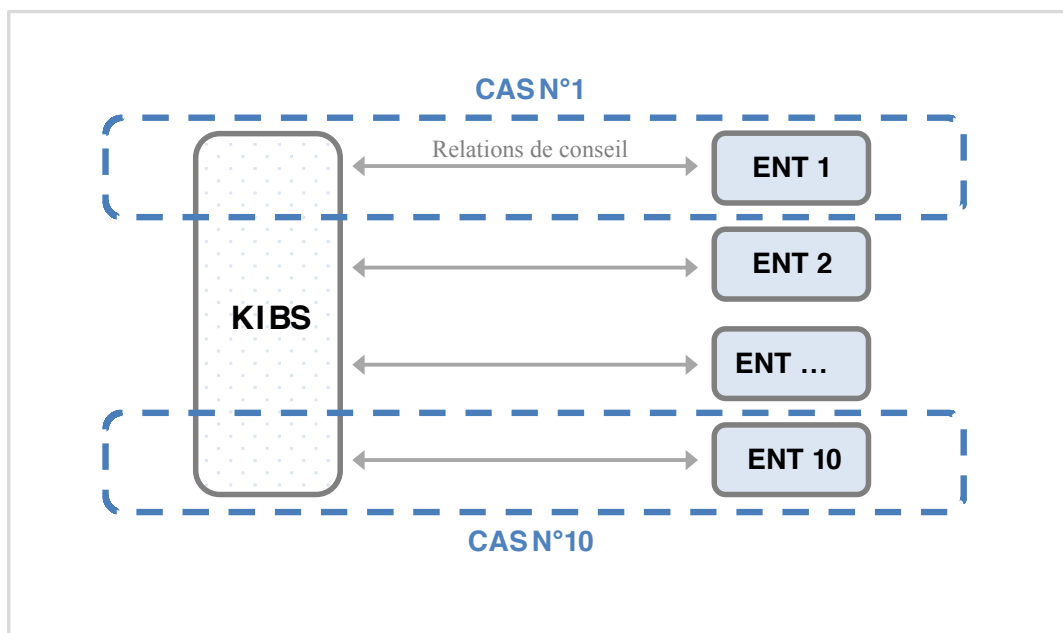 CAS N°1
Relations de conseil
ENT 1
ENT 2
KIBS
ENT ...
ENT 10
CAS N°10